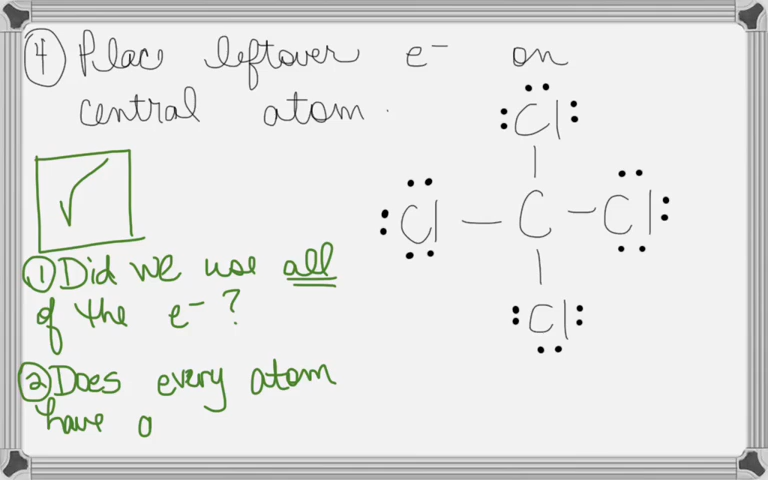 ④ Place leftover e⁻ on
central atom.
① Did we use all
of the e⁻?
② Does every atom
have o
Cl
Cl — C — Cl
Cl